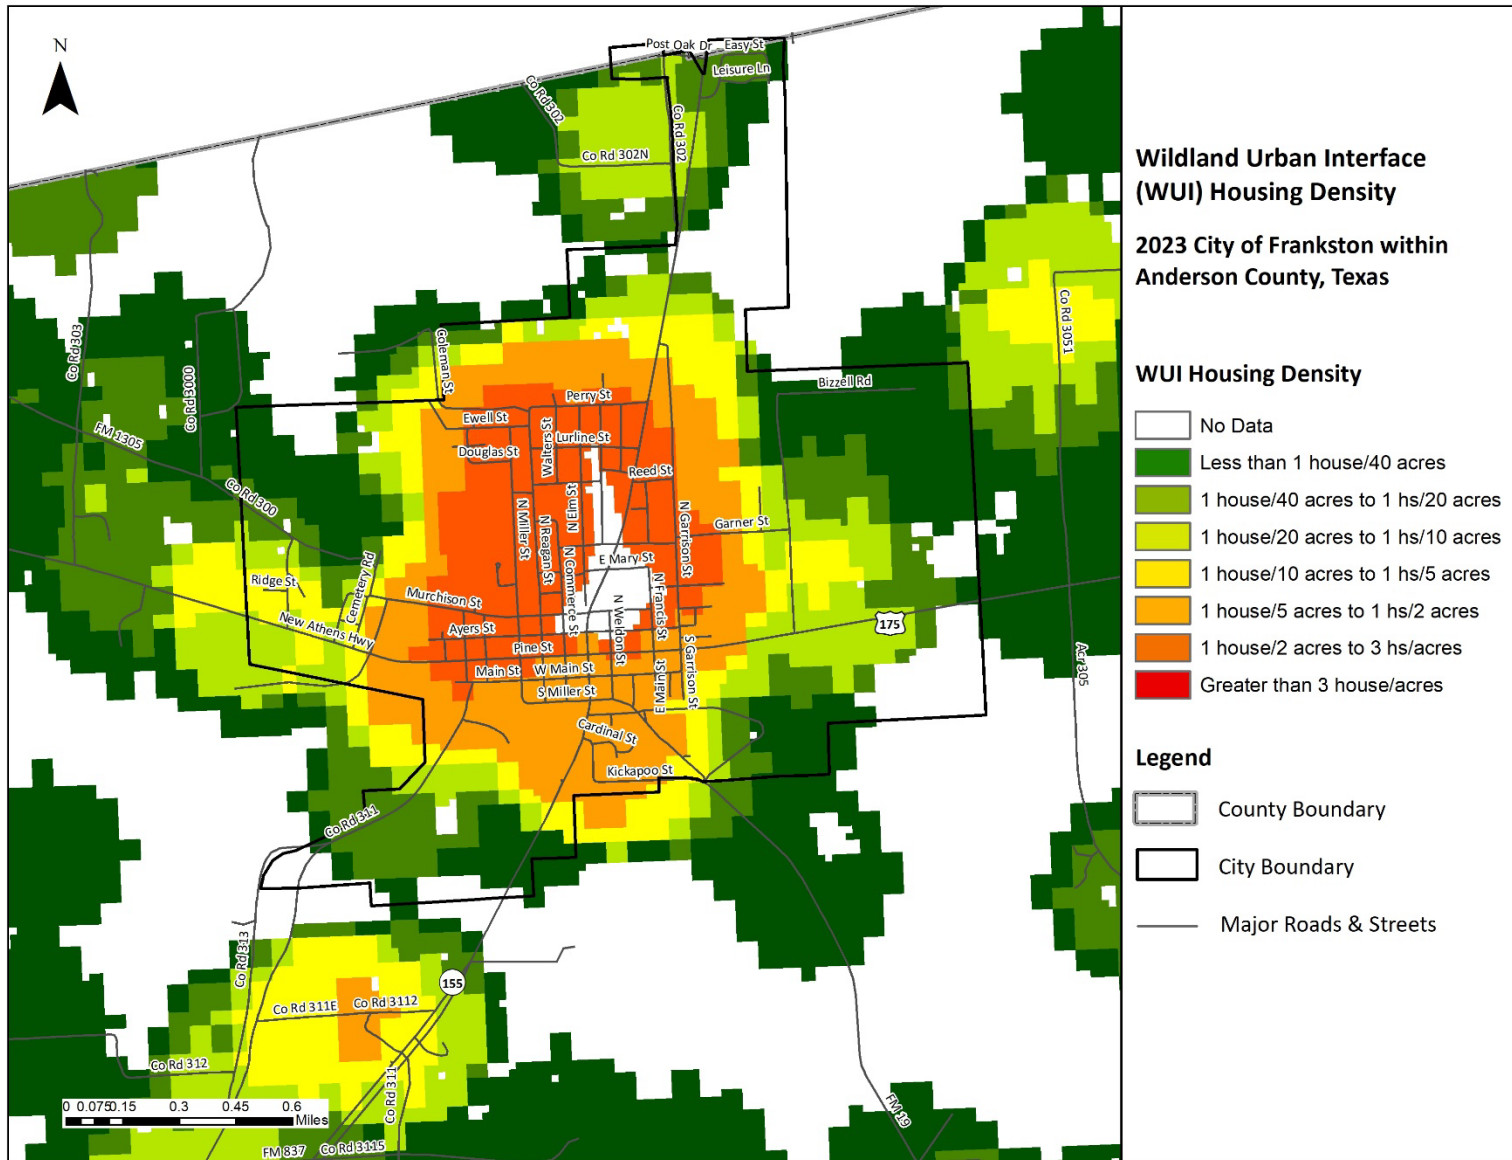 N
Post Oak Dr
Easy St
Leisure Ln
Co Rd 302
Co Rd 302
Co Rd 302N
Co Rd 303
Co Rd 3000
Coleman St
Co Rd 3051
Bizzell Rd
Perry St
Ewell St
Walters St
Lurline St
Douglas St
Reed St
FM 1305
Co Rd 300
N Miller St
N Reagan St
N Elm St
N Commerce St
N Garrison St
Garner St
E Mary St
N Francis St
Ridge St
Cemetery Rd
Murchison St
New Athens Hwy
Ayers St
N Weldon St
175
Pine St
Main St
W Main St
S Garrison St
E Main St
S Miller St
Acr 305
Cardinal St
Kickapoo St
Co Rd 311
Co Rd 313
155
Co Rd 311E
Co Rd 3112
Co Rd 312
Co Rd 311
FM 19
0 0.075 0.15 0.3 0.45 0.6
Miles
FM 837
Co Rd 3115
Wildland Urban Interface
(WUI) Housing Density
2023 City of Frankston within
Anderson County, Texas
WUI Housing Density
No Data
Less than 1 house/40 acres
1 house/40 acres to 1 hs/20 acres
1 house/20 acres to 1 hs/10 acres
1 house/10 acres to 1 hs/5 acres
1 house/5 acres to 1 hs/2 acres
1 house/2 acres to 3 hs/acres
Greater than 3 house/acres
Legend
County Boundary
City Boundary
Major Roads & Streets